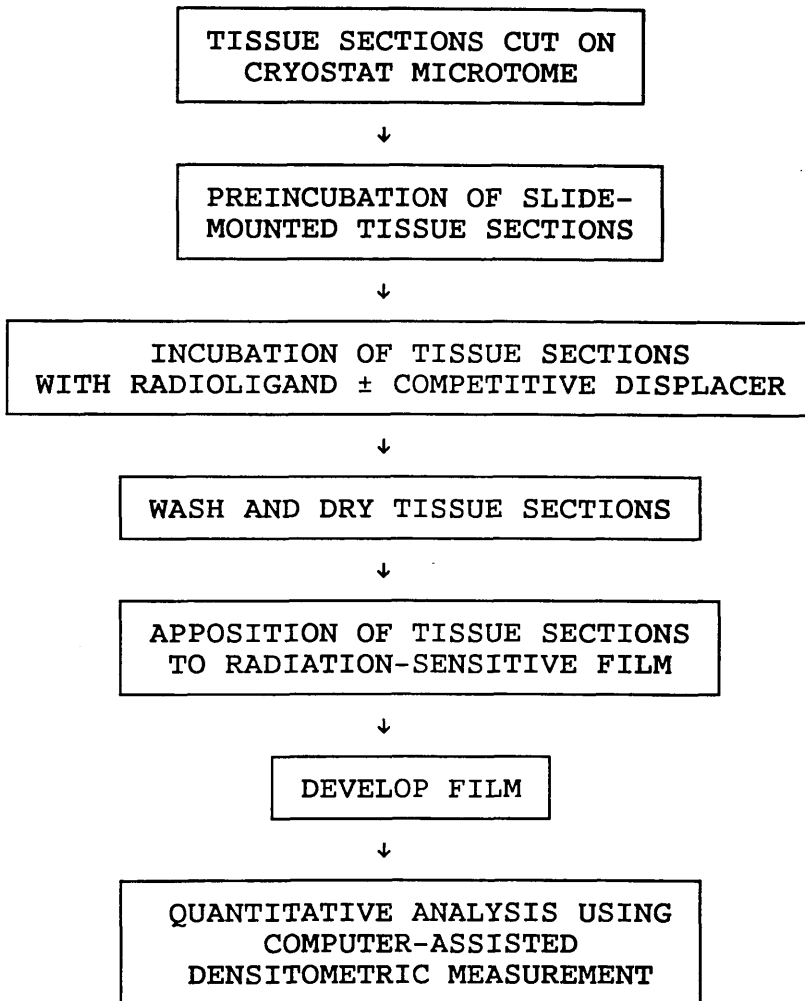 TISSUE SECTIONS CUT ON
CRYOSTAT MICROTOME
↓
PREINCUBATION OF SLIDE-
MOUNTED TISSUE SECTIONS
↓
INCUBATION OF TISSUE SECTIONS
WITH RADIOLIGAND ± COMPETITIVE DISPLACER
↓
WASH AND DRY TISSUE SECTIONS
↓
APPOSITION OF TISSUE SECTIONS
TO RADIATION-SENSITIVE FILM
↓
DEVELOP FILM
↓
QUANTITATIVE ANALYSIS USING
COMPUTER-ASSISTED
DENSITOMETRIC MEASUREMENT